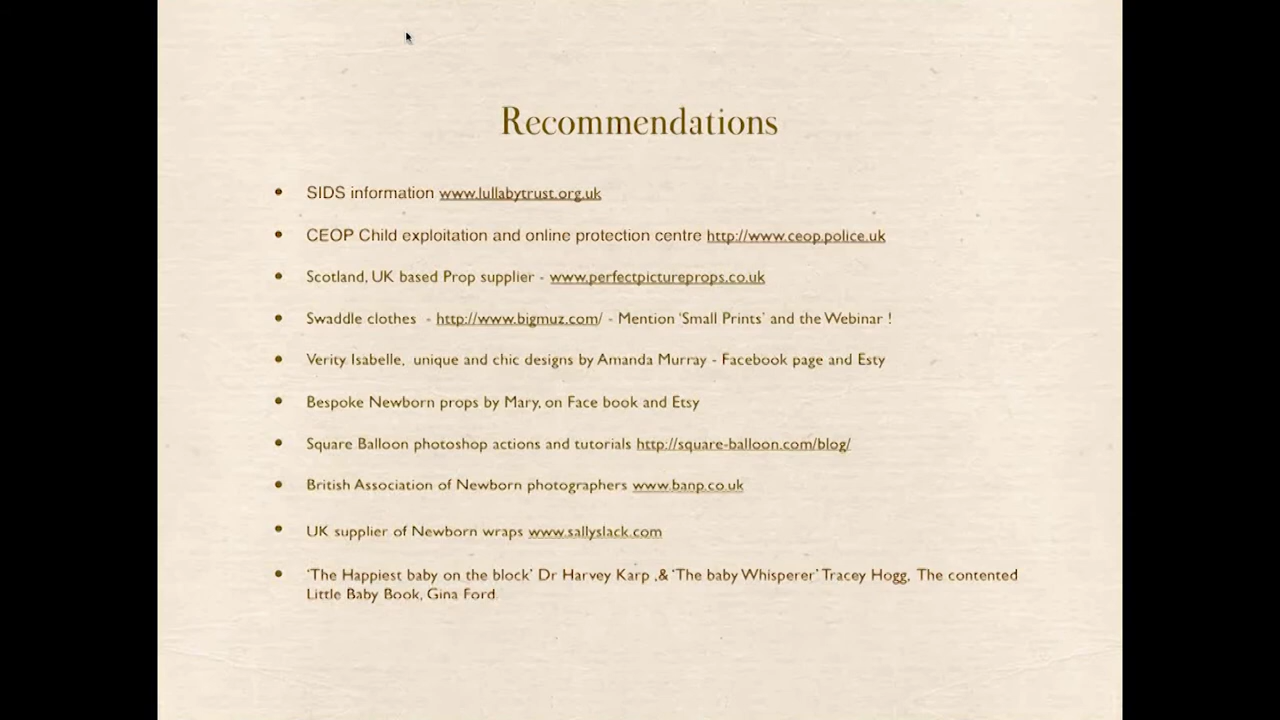 Recommendations
• SIDS information www.lullabytrust.org.uk
• CEOP Child exploitation and online protection centre http://www.ceop.police.uk
• Scotland, UK based Prop supplier - www.perfectpictureprops.co.uk
• Swaddle clothes - http://www.bigmuz.com/ - Mention 'Small Prints' and the Webinar !
• Verity Isabelle, unique and chic designs by Amanda Murray - Facebook page and Esty
• Bespoke Newborn props by Mary, on Face book and Etsy
• Square Balloon photoshop actions and tutorials http://square-balloon.com/blog/
• British Association of Newborn photographers www.banp.co.uk
• UK supplier of Newborn wraps www.sallyslack.com
• 'The Happiest baby on the block' Dr Harvey Karp ,& 'The baby Whisperer' Tracey Hogg, The contented
Little Baby Book, Gina Ford